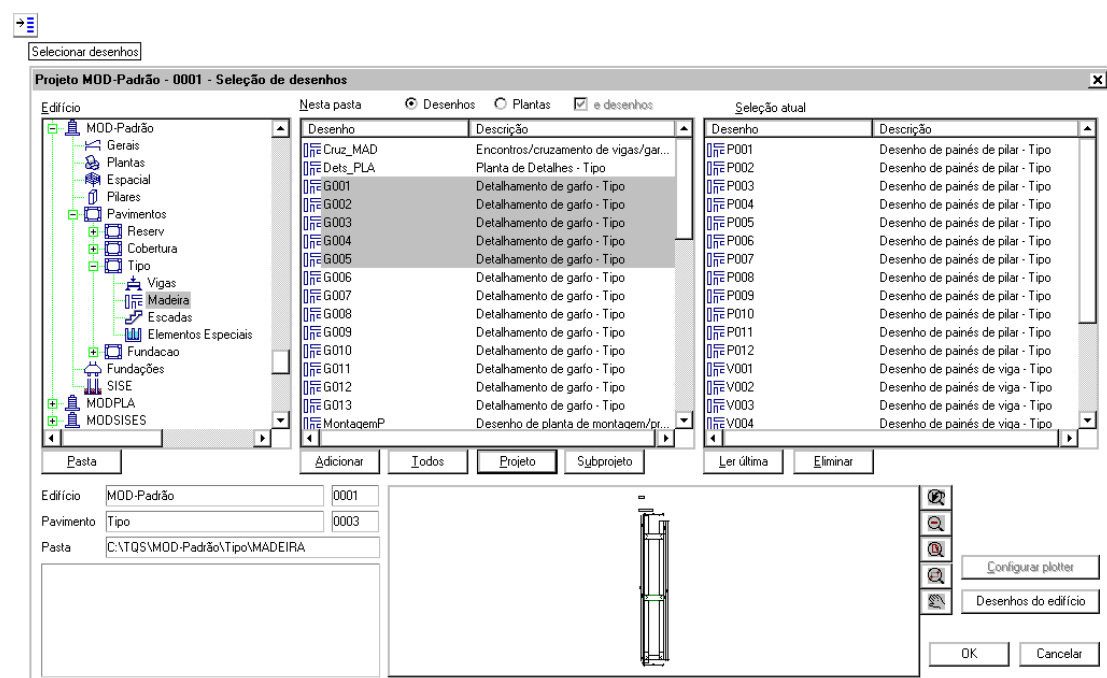 Selecionar desenhos
Projeto MOD-Padrão - 0001 - Seleção de desenhos
Edifício
MOD-Padrão
Gerais
Plantas
Espacial
Pilares
Pavimentos
Reserv
Cobertura
Tipo
Vigas
Madeira
Escadas
Elementos Especiais
Fundacao
Fundações
SISE
MODPLA
MODSISES
Pasta
Nesta pasta Desenhos Plantas e desenhos
Desenho Descrição
Cruz_MAD Encontros/cruzamento de vigas/gar...
Dets_PLA Planta de Detalhes - Tipo
G001 Detalhamento de garfo - Tipo
G002 Detalhamento de garfo - Tipo
G003 Detalhamento de garfo - Tipo
G004 Detalhamento de garfo - Tipo
G005 Detalhamento de garfo - Tipo
G006 Detalhamento de garfo - Tipo
G007 Detalhamento de garfo - Tipo
G008 Detalhamento de garfo - Tipo
G009 Detalhamento de garfo - Tipo
G010 Detalhamento de garfo - Tipo
G011 Detalhamento de garfo - Tipo
G012 Detalhamento de garfo - Tipo
G013 Detalhamento de garfo - Tipo
MontagemP Desenho de planta de montagem/pr...
Adicionar Todos Projeto Subprojeto
Seleção atual
Desenho Descrição
P001 Desenho de painés de pilar - Tipo
P002 Desenho de painés de pilar - Tipo
P003 Desenho de painés de pilar - Tipo
P004 Desenho de painés de pilar - Tipo
P005 Desenho de painés de pilar - Tipo
P006 Desenho de painés de pilar - Tipo
P007 Desenho de painés de pilar - Tipo
P008 Desenho de painés de pilar - Tipo
P009 Desenho de painés de pilar - Tipo
P010 Desenho de painés de pilar - Tipo
P011 Desenho de painés de pilar - Tipo
P012 Desenho de painés de pilar - Tipo
V001 Desenho de painés de viga - Tipo
V002 Desenho de painés de viga - Tipo
V003 Desenho de painés de viga - Tipo
V004 Desenho de painés de viga - Tipo
Ler última Eliminar
Edifício MOD-Padrão 0001
Pavimento Tipo 0003
Pasta C:\TQS\MOD-Padrão\Tipo\MADEIRA
Configurar plotter
Desenhos do edifício
OK Cancelar